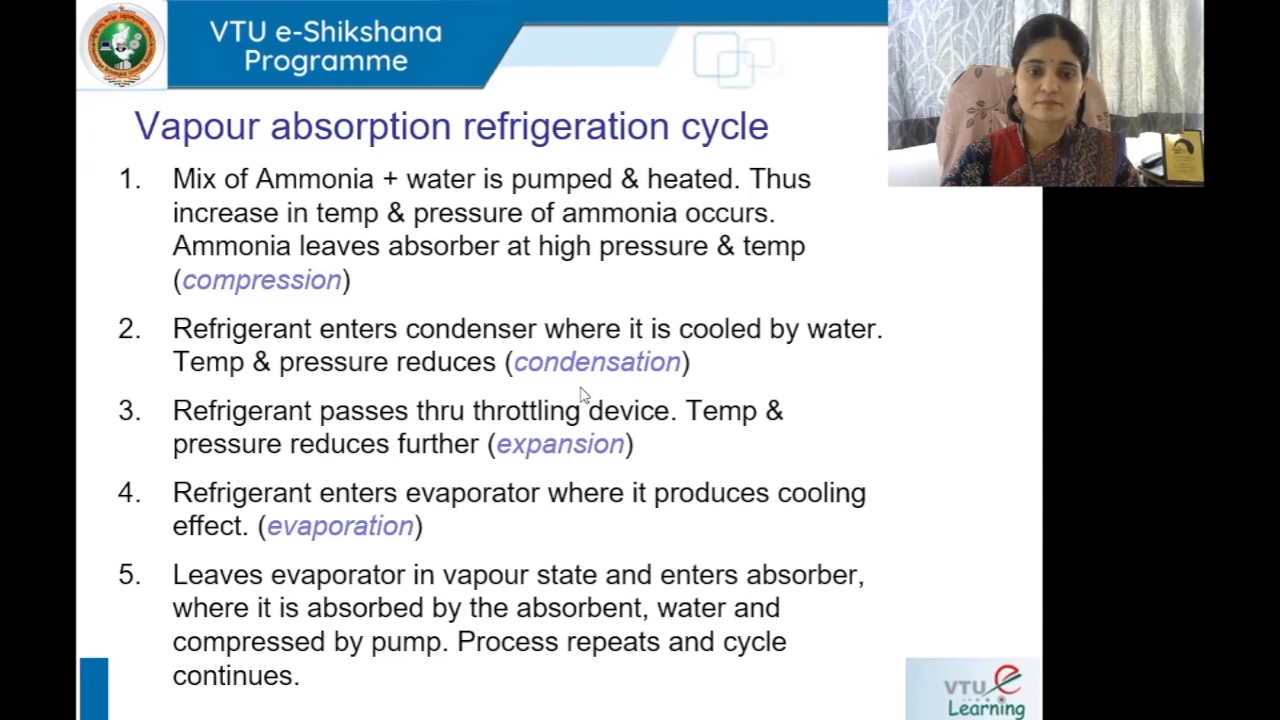 VTU e-Shikshana
Programme
Vapour absorption refrigeration cycle
1. Mix of Ammonia + water is pumped & heated. Thus
increase in temp & pressure of ammonia occurs.
Ammonia leaves absorber at high pressure & temp
(compression)
2. Refrigerant enters condenser where it is cooled by water.
Temp & pressure reduces (condensation)
3. Refrigerant passes thru throttling device. Temp &
pressure reduces further (expansion)
4. Refrigerant enters evaporator where it produces cooling
effect. (evaporation)
5. Leaves evaporator in vapour state and enters absorber,
where it is absorbed by the absorbent, water and
compressed by pump. Process repeats and cycle
continues.
VTU e
Learning